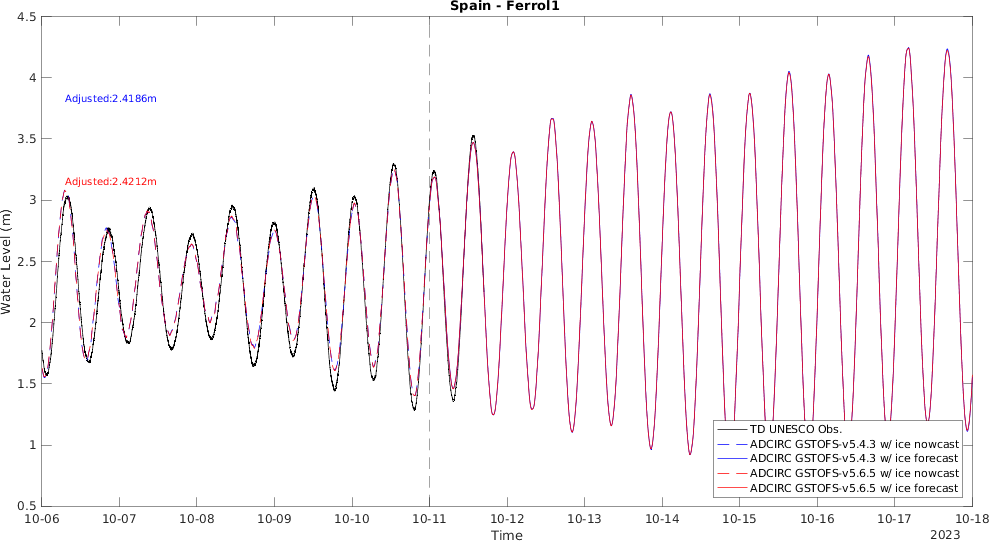 Spain - Ferrol1
4.5
4
3.5
3
2.5
2
1.5
1
0.5
Water Level (m)
Adjusted:2.4186m
Adjusted:2.4212m
TD UNESCO Obs.
ADCIRC GSTOFS-v5.4.3 w/ ice nowcast
ADCIRC GSTOFS-v5.4.3 w/ ice forecast
ADCIRC GSTOFS-v5.6.5 w/ ice nowcast
ADCIRC GSTOFS-v5.6.5 w/ ice forecast
10-06 10-07 10-08 10-09 10-10 10-11 10-12 10-13 10-14 10-15 10-16 10-17 10-18
Time
2023